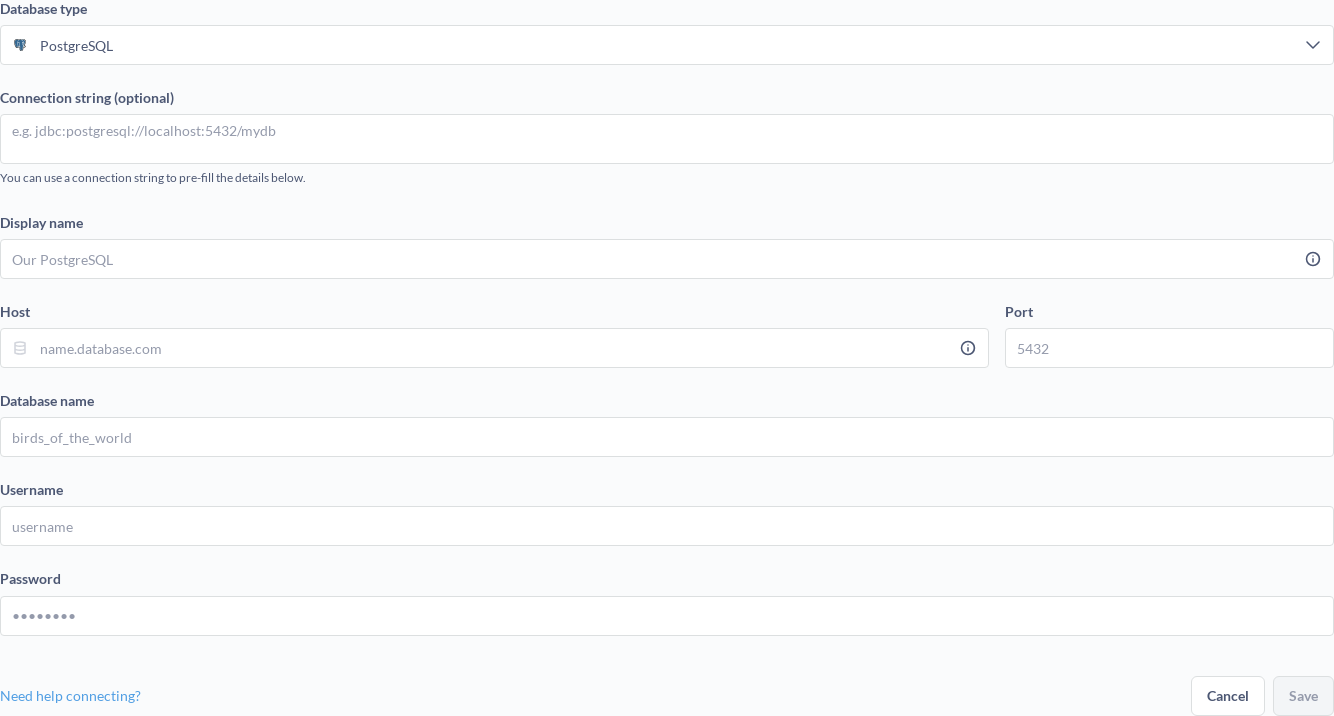 Database type
PostgreSQL
Connection string (optional)
e.g. jdbc:postgresql://localhost:5432/mydb
You can use a connection string to pre-fill the details below.
Display name
Our PostgreSQL
Host
Port
name.database.com
5432
Database name
birds_of_the_world
Username
username
Password
••••••••
Need help connecting?
Cancel
Save